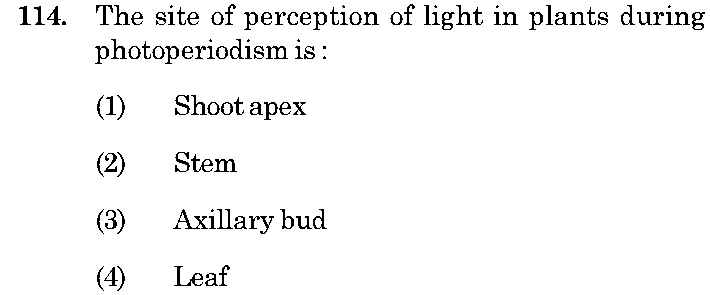 114. The site of perception of light in plants during
photoperiodism is :
(1) Shoot apex
(2) Stem
(3) Axillary bud
(4) Leaf